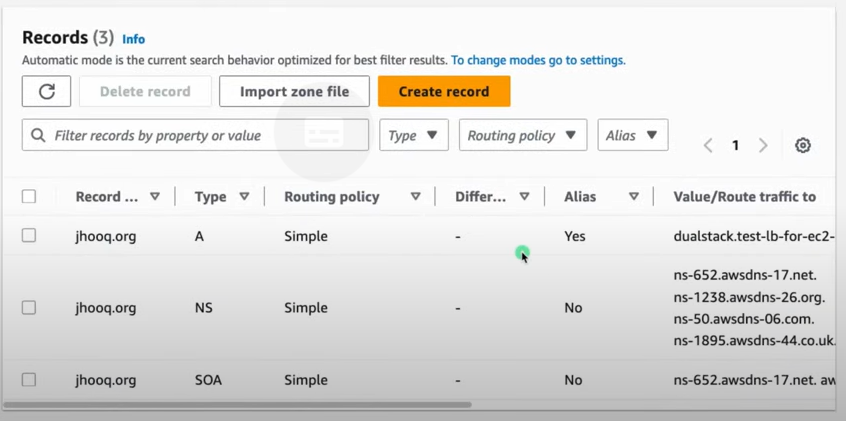 Records (3) Info
Automatic mode is the current search behavior optimized for best filter results. To change modes go to settings.
Delete record Import zone file Create record
Filter records by property or value Type Routing policy Alias 1
Record ... Type Routing policy Differ... Alias Value/Route traffic to
jhooq.org A Simple - Yes dualstack.test-lb-for-ec2-
ns-652.awsdns-17.net.
ns-1238.awsdns-26.org.
jhooq.org NS Simple - No
ns-50.awsdns-06.com.
ns-1895.awsdns-44.co.uk.
jhooq.org SOA Simple - No ns-652.awsdns-17.net. aw